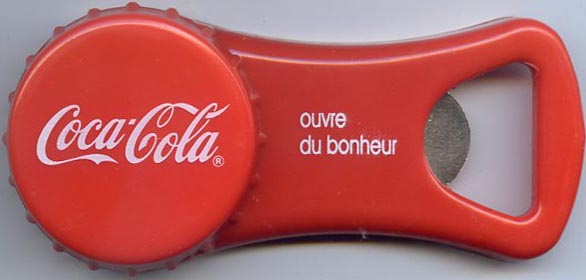 Coca-Cola®
ouvre
du bonheur